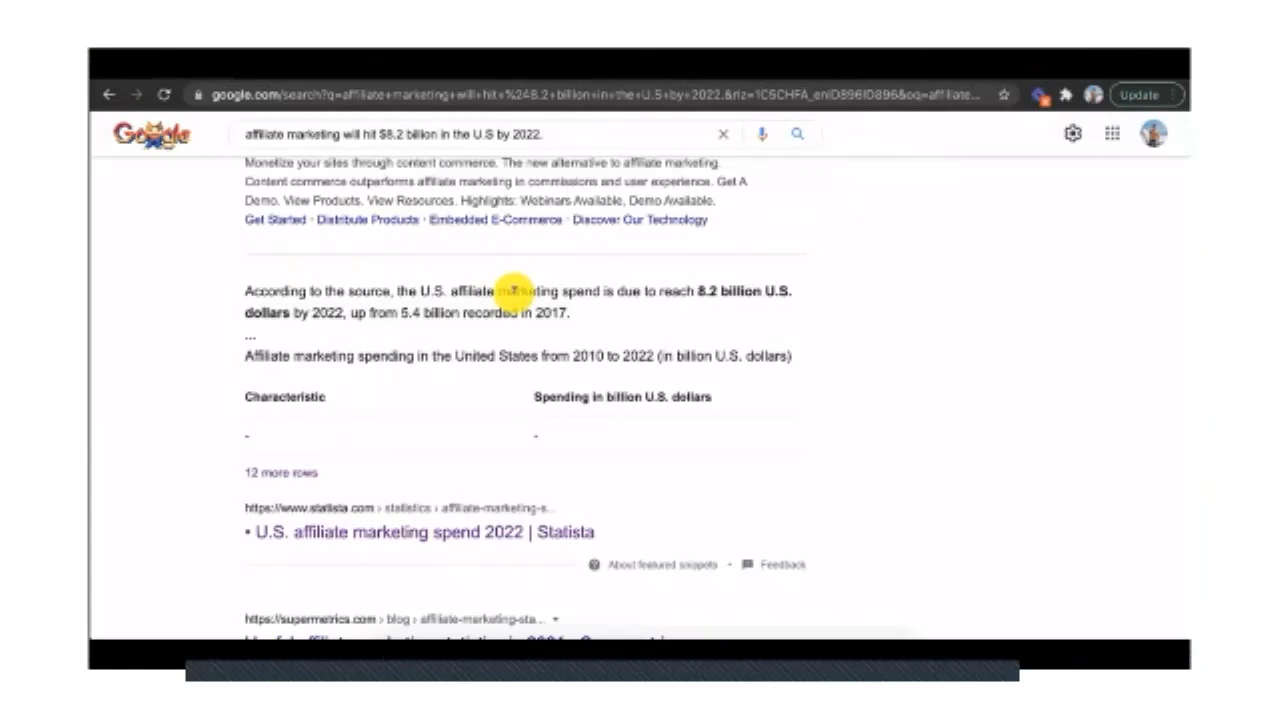 google.com/search?q=affiliate+marketing+will+hit+%248.2+billion+in+the+U.S+by+2022.&rlz=1C5CHFA_enID896ID896&oq=affiliate...
Update
Google
affiliate marketing will hit $8.2 billion in the U.S by 2022.
Monetize your sites through content commerce. The new alternative to affiliate marketing.
Content commerce outperforms affiliate marketing in commissions and user experience. Get A
Demo. View Products. View Resources. Highlights: Webinars Available, Demo Available.
Get Started · Distribute Products · Embedded E-Commerce · Discover Our Technology
According to the source, the U.S. affiliate marketing spend is due to reach 8.2 billion U.S.
dollars by 2022, up from 5.4 billion recorded in 2017.
...
Affiliate marketing spending in the United States from 2010 to 2022 (in billion U.S. dollars)
Characteristic Spending in billion U.S. dollars
- -
12 more rows
https://www.statista.com › statistics › affiliate-marketing-s...
• U.S. affiliate marketing spend 2022 | Statista
About featured snippets • Feedback
https://supermetrics.com › blog › affiliate-marketing-sta...